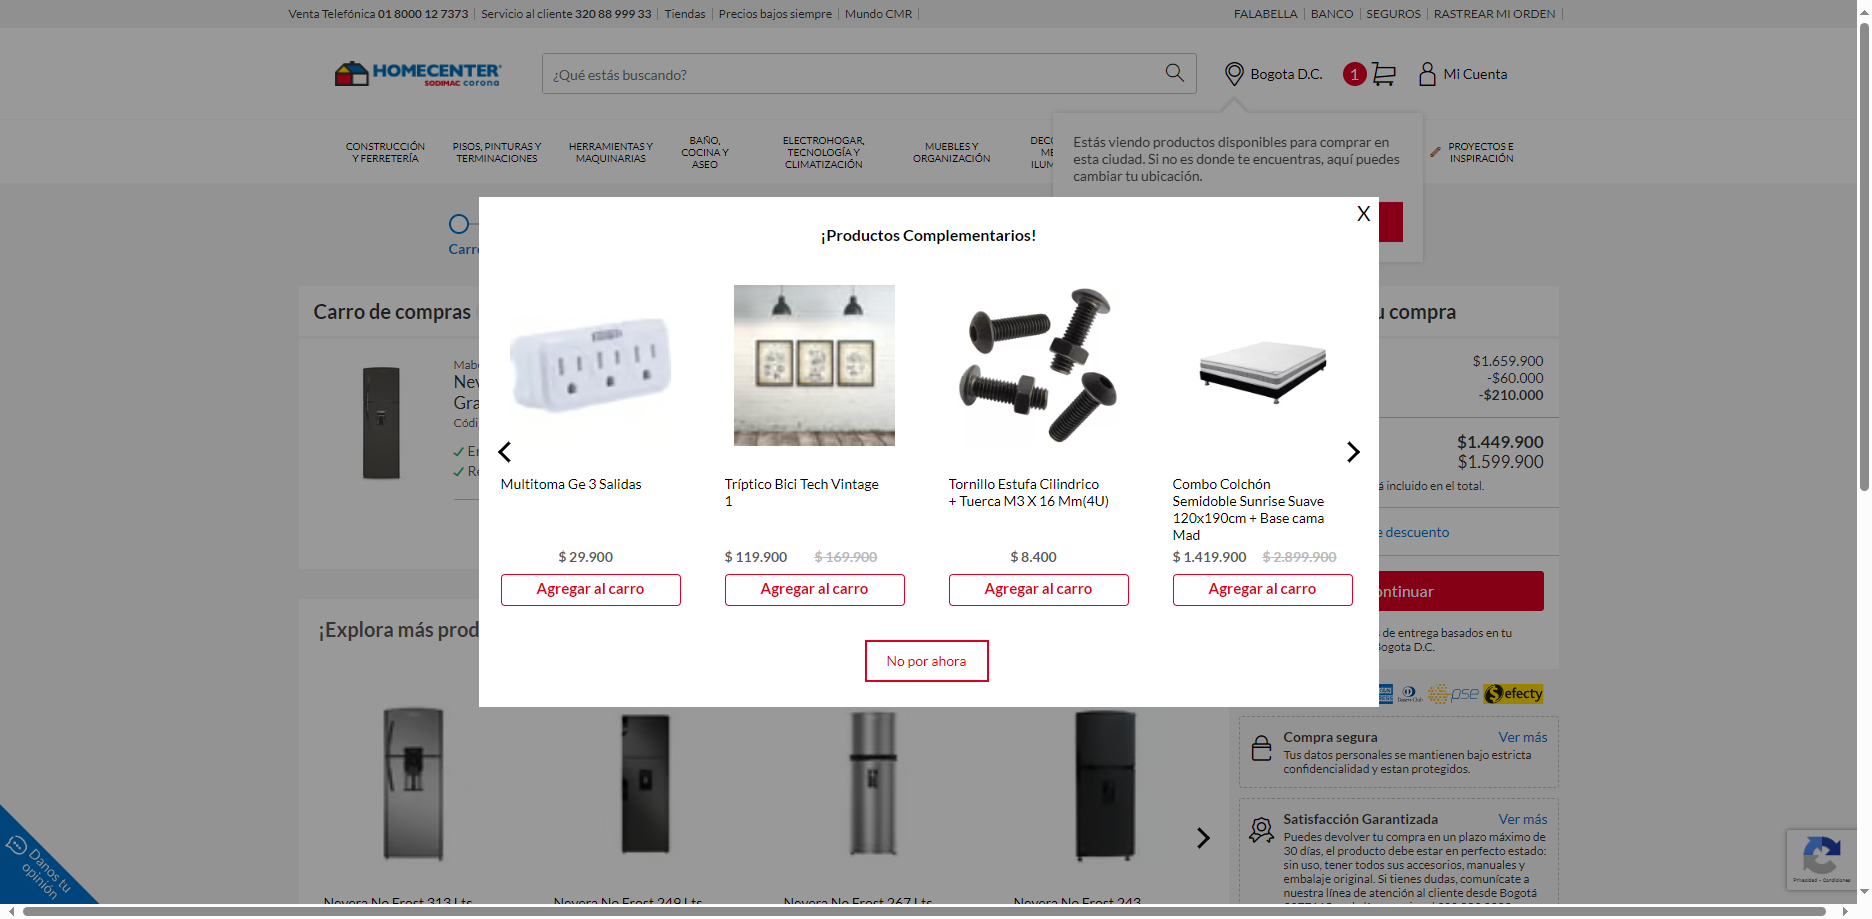 Venta Telefónica 01 8000 12 7373 | Servicio al cliente 320 88 999 33 | Tiendas | Precios bajos siempre | Mundo CMR |
FALABELLA | BANCO | SEGUROS | RASTREAR MI ORDEN |
HOMECENTER
SODIMAC corona
¿Qué estás buscando?
Bogota D.C.
1
Mi Cuenta
CONSTRUCCIÓN
Y FERRETERÍA
PISOS, PINTURAS Y
TERMINACIONES
HERRAMIENTAS Y
MAQUINARIAS
BAÑO,
COCINA Y
ASEO
ELECTROHOGAR,
TECNOLOGÍA Y
CLIMATIZACIÓN
MUEBLES Y
ORGANIZACIÓN
DECO
ME
ILUM
PROYECTOS E
INSPIRACIÓN
Estás viendo productos disponibles para comprar en
esta ciudad. Si no es donde te encuentras, aquí puedes
cambiar tu ubicación.
Carro
X
¡Productos Complementarios!
Multitoma Ge 3 Salidas
$ 29.900
Agregar al carro
Tríptico Bici Tech Vintage
1
$ 119.900 $ 169.900
Agregar al carro
Tornillo Estufa Cilindrico
+ Tuerca M3 X 16 Mm(4U)
$ 8.400
Agregar al carro
Combo Colchón
Semidoble Sunrise Suave
120x190cm + Base cama
Mad
$ 1.419.900 $ 2.899.900
Agregar al carro
No por ahora
Carro de compras
Mabe
Nev
Gra
Códi
En
Re
u compra
$1.659.900
-$60.000
-$210.000
$1.449.900
$1.599.900
á incluido en el total.
e descuento
ontinuar
s de entrega basados en tu
Bogota D.C.
pse
efecty
¡Explora más prod
Nevera No Frost 313 Lts
Nevera No Frost 249 Lts
Nevera No Frost 267 Lts
Nevera No Frost 243
Compra segura
Ver más
Tus datos personales se mantienen bajo estricta
confidencialidad y estan protegidos.
Satisfacción Garantizada
Ver más
Puedes devolver tu compra en un plazo máximo de
30 días, el producto debe estar en perfecto estado:
sin uso, tener todos sus accesorios, manuales y
embalaje original. Si tienes dudas, comunícate a
nuestra línea de atención al cliente desde Bogotá
Danos tu
opinión
Privacidad - Condiciones